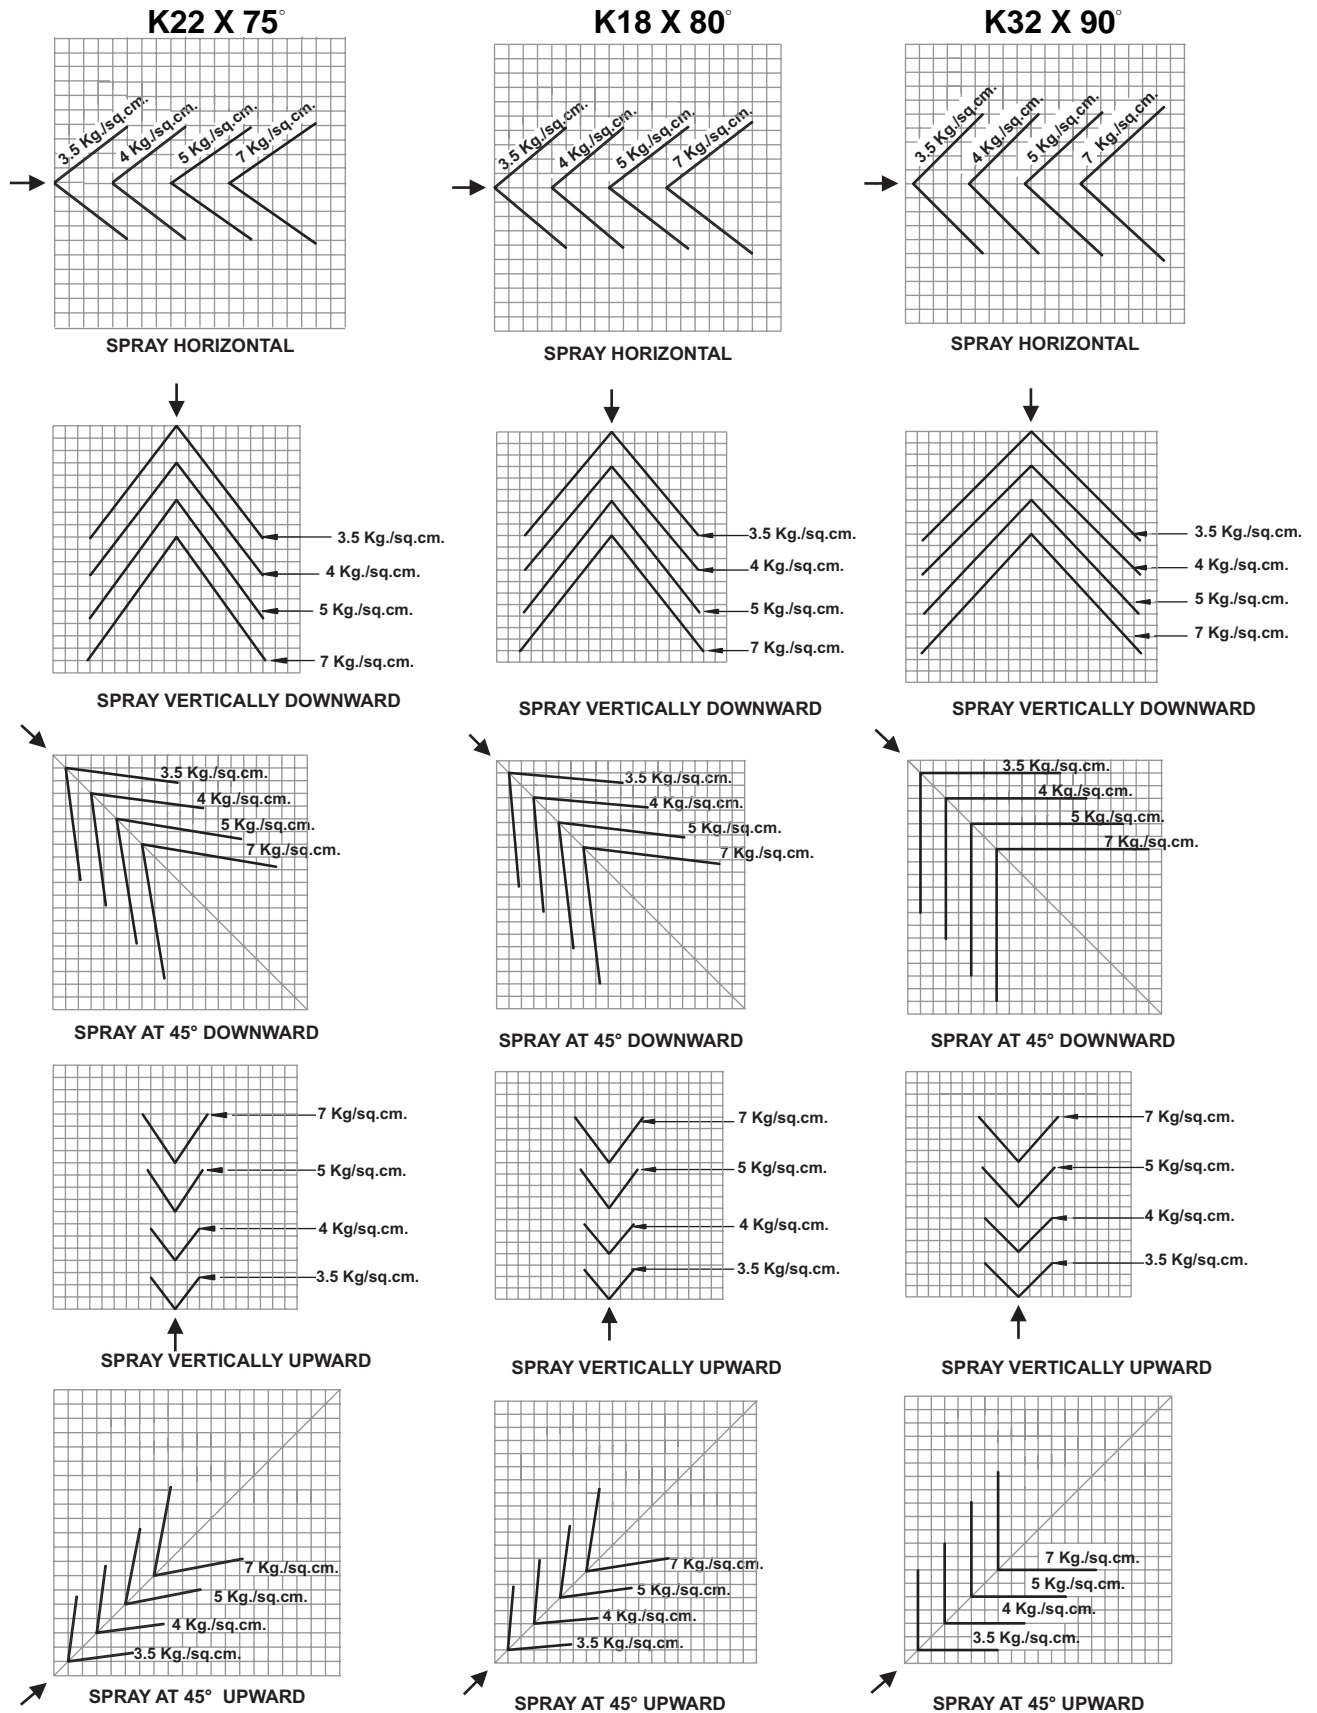 K22 X 75°
K18 X 80°
K32 X 90°
3.5 Kg./sq.cm.
4 Kg./sq.cm.
5 Kg./sq.cm.
7 Kg./sq.cm.
3.5 Kg./sq.cm.
4 Kg./sq.cm.
5 Kg./sq.cm.
7 Kg./sq.cm.
3.5 Kg./sq.cm.
4 Kg./sq.cm.
5 Kg./sq.cm.
7 Kg./sq.cm.
SPRAY HORIZONTAL
SPRAY HORIZONTAL
SPRAY HORIZONTAL
3.5 Kg./sq.cm.
4 Kg./sq.cm.
5 Kg./sq.cm.
7 Kg./sq.cm.
3.5 Kg./sq.cm.
4 Kg./sq.cm.
5 Kg./sq.cm.
7 Kg./sq.cm.
3.5 Kg./sq.cm.
4 Kg./sq.cm.
5 Kg./sq.cm.
7 Kg./sq.cm.
SPRAY VERTICALLY DOWNWARD
SPRAY VERTICALLY DOWNWARD
SPRAY VERTICALLY DOWNWARD
3.5 Kg./sq.cm.
4 Kg./sq.cm.
5 Kg./sq.cm.
7 Kg./sq.cm.
3.5 Kg./sq.cm.
4 Kg./sq.cm.
5 Kg./sq.cm.
7 Kg./sq.cm.
3.5 Kg./sq.cm.
4 Kg./sq.cm.
5 Kg./sq.cm.
7 Kg./sq.cm.
SPRAY AT 45° DOWNWARD
SPRAY AT 45° DOWNWARD
SPRAY AT 45° DOWNWARD
7 Kg/sq.cm.
5 Kg/sq.cm.
4 Kg/sq.cm.
3.5 Kg/sq.cm.
7 Kg/sq.cm.
5 Kg/sq.cm.
4 Kg/sq.cm.
3.5 Kg/sq.cm.
7 Kg/sq.cm.
5 Kg/sq.cm.
4 Kg/sq.cm.
3.5 Kg/sq.cm.
SPRAY VERTICALLY UPWARD
SPRAY VERTICALLY UPWARD
SPRAY VERTICALLY UPWARD
7 Kg./sq.cm.
5 Kg./sq.cm.
4 Kg./sq.cm.
3.5 Kg./sq.cm.
7 Kg./sq.cm.
5 Kg./sq.cm.
4 Kg./sq.cm.
3.5 Kg./sq.cm.
7 Kg./sq.cm.
5 Kg./sq.cm.
4 Kg./sq.cm.
3.5 Kg./sq.cm.
SPRAY AT 45° UPWARD
SPRAY AT 45° UPWARD
SPRAY AT 45° UPWARD